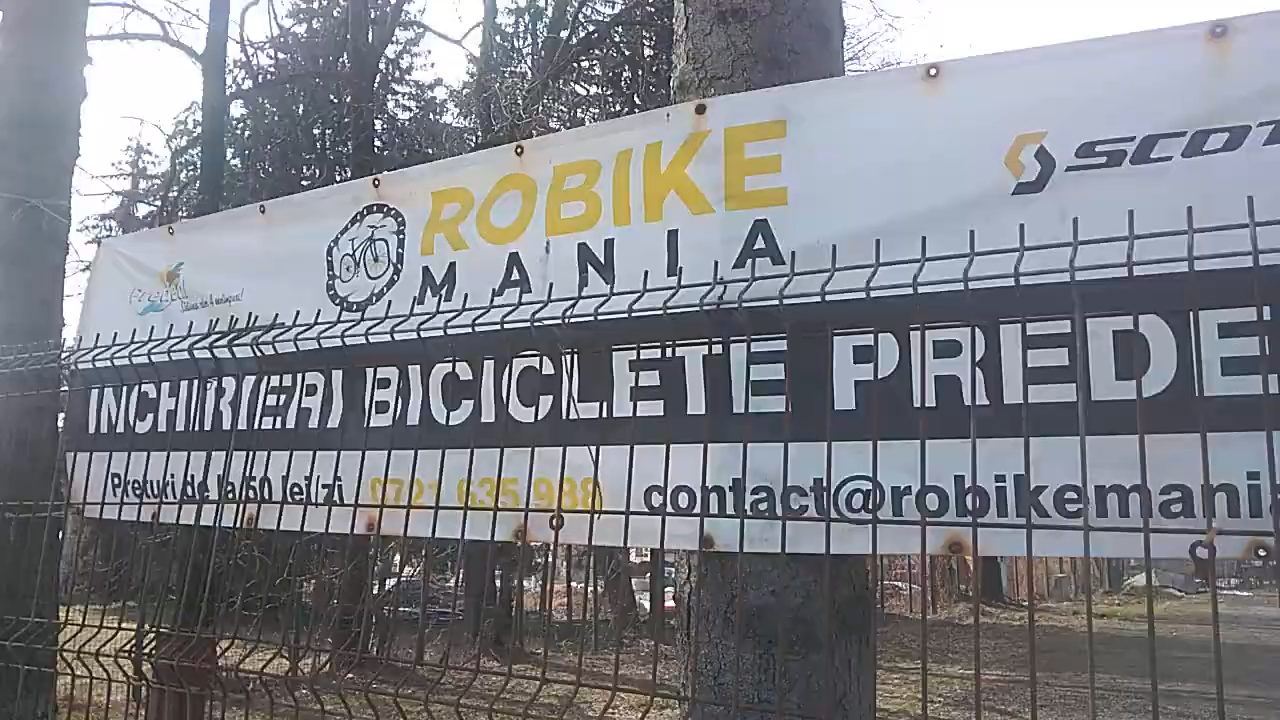 ROBIKE
MANIA
SCOT
INCHIRIERI BICICLETE PREDE
Preturi de la 50 lei/zi 0721 635 988 contact@robikemani